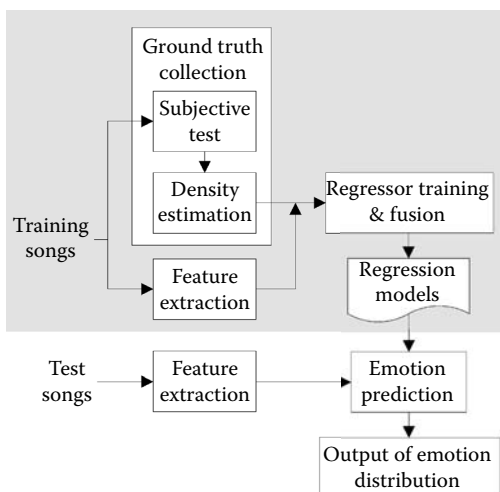 Ground truth
collection
Subjective
test
Density
estimation
Regressor training
& fusion
Training
songs
Feature
extraction
Regression
models
Test
songs
Feature
extraction
Emotion
prediction
Output of emotion
distribution